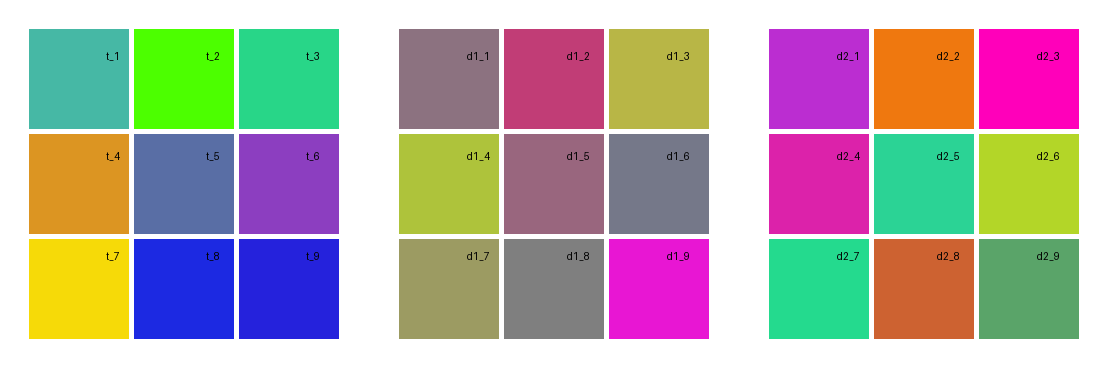 t_1 t_2 t_3 d1_1 d1_2 d1_3 d2_1 d2_2 d2_3
t_4 t_5 t_6 d1_4 d1_5 d1_6 d2_4 d2_5 d2_6
t_7 t_8 t_9 d1_7 d1_8 d1_9 d2_7 d2_8 d2_9